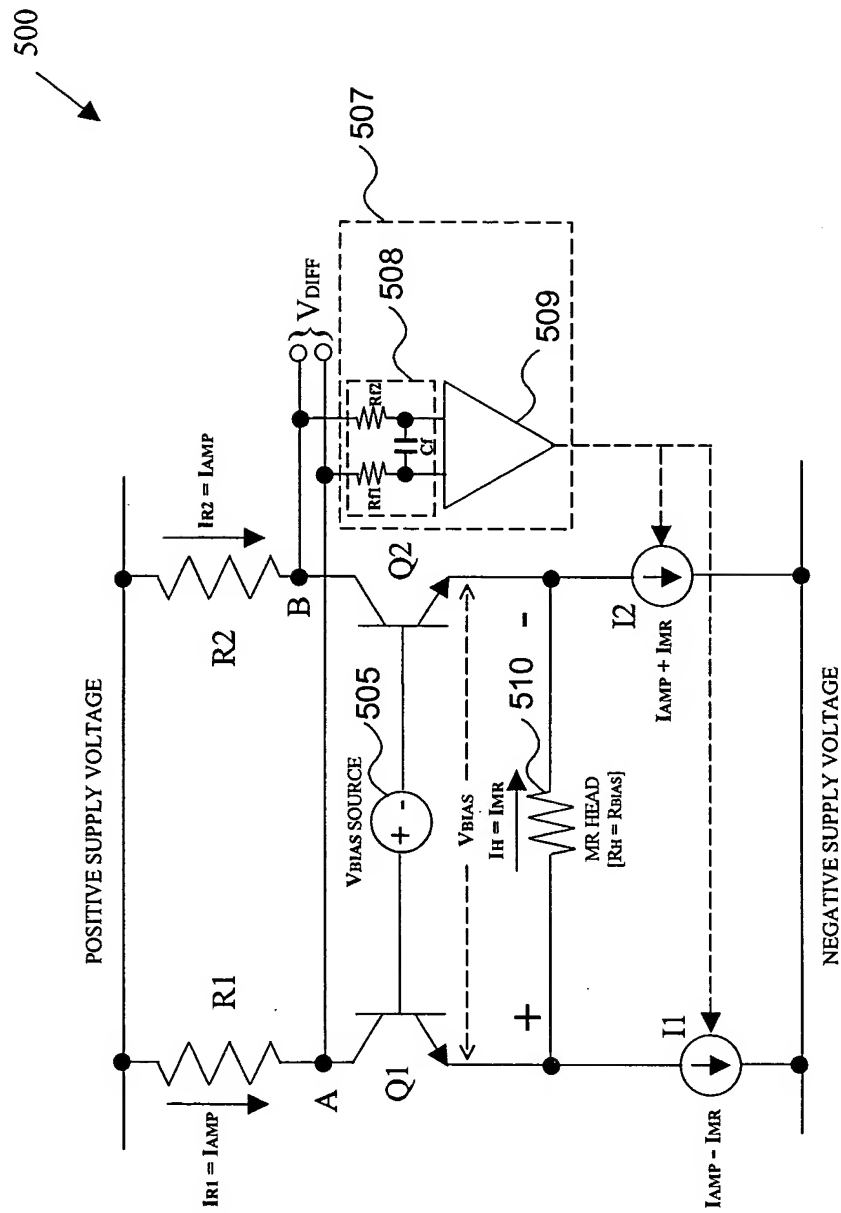 500
POSITIVE SUPPLY VOLTAGE
IR1 = IAMP
R1
R2
IR2 = IAMP
A
B
VDIFF
507
508
Rf1
Rf2
Cf
509
Q1
Q2
VBIAS SOURCE
505
+ -
VBIAS
IH = IMR
510
+
-
MR HEAD
[RH = RBIAS]
I1
I2
IAMP - IMR
IAMP + IMR
NEGATIVE SUPPLY VOLTAGE